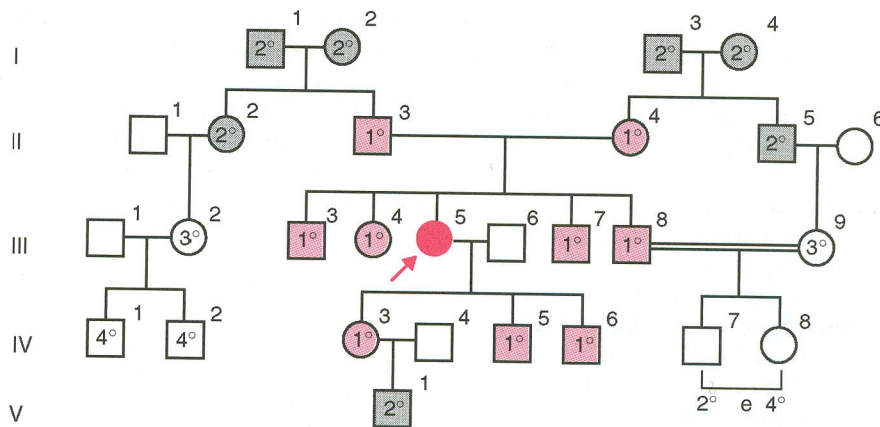 1 2 3 4
I 2° 2° 2° 2°
1 2 3 4 5 6
II 2° 1° 1° 2°
1 2 3 4 5 6 7 8 9
III 3° 1° 1° 1° 1° 3°
1 2 3 4 5 6 7 8
IV 4° 4° 1° 1° 1°
2° e 4°
1
V 2°